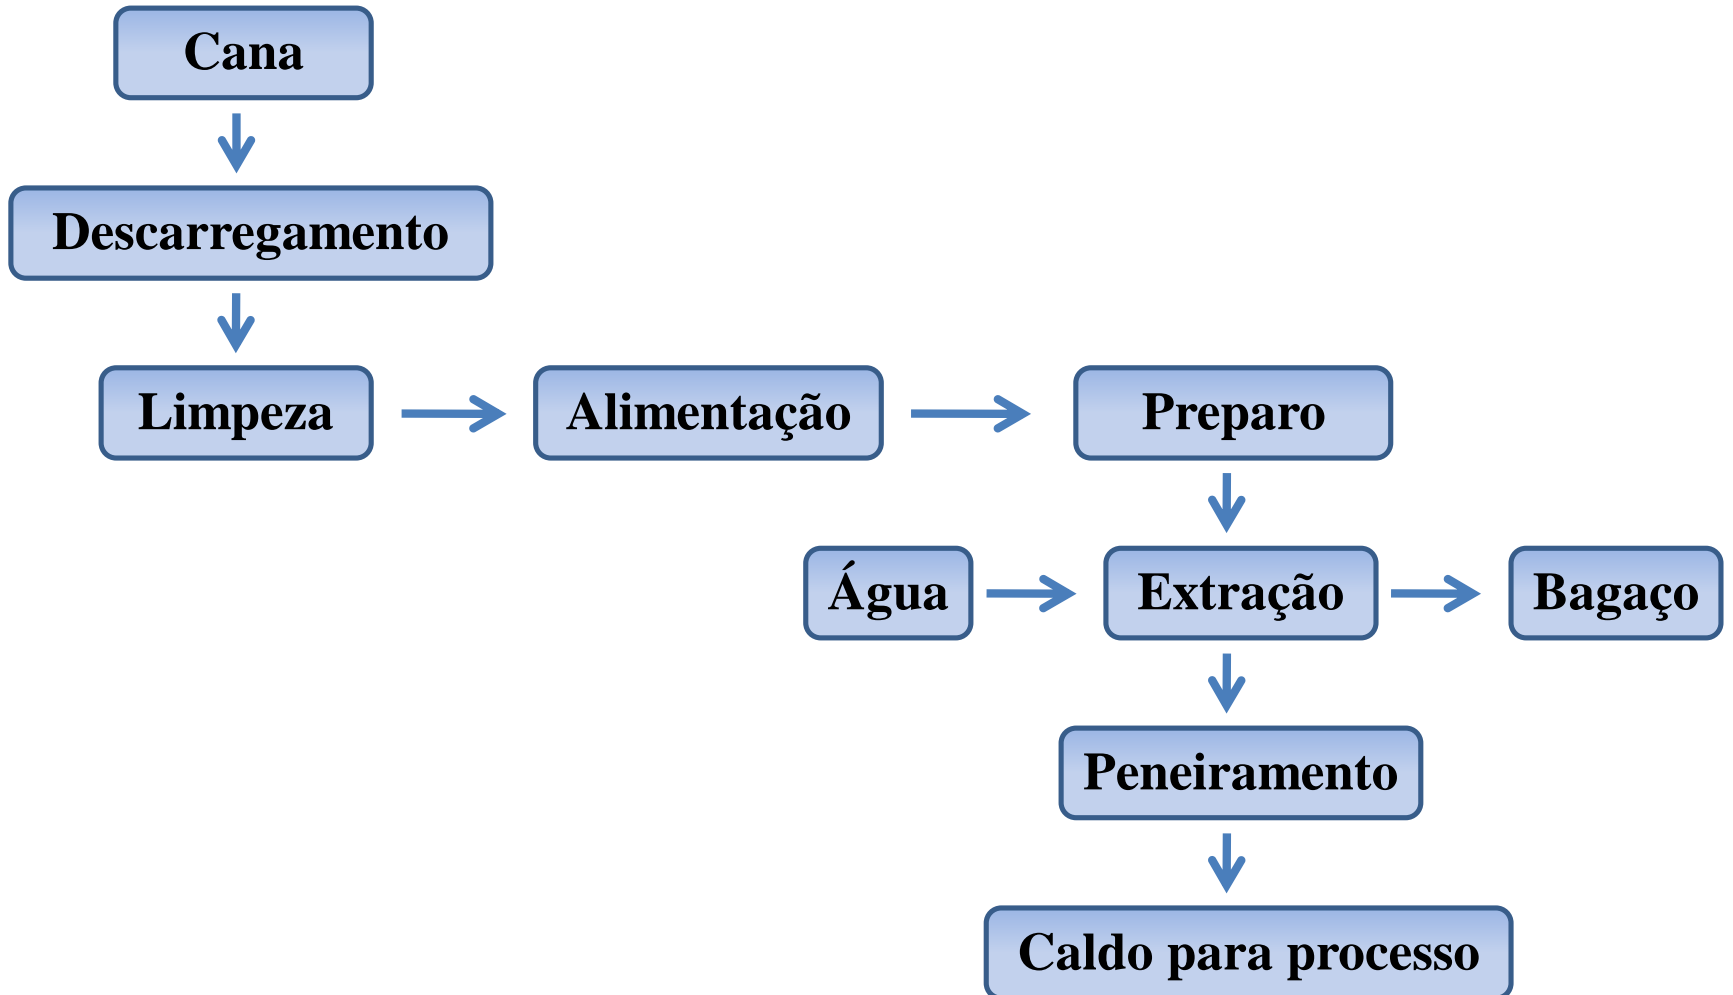 Cana
Descarregamento
Limpeza
Alimentação
Preparo
Água
Extração
Bagaço
Peneiramento
Caldo para processo